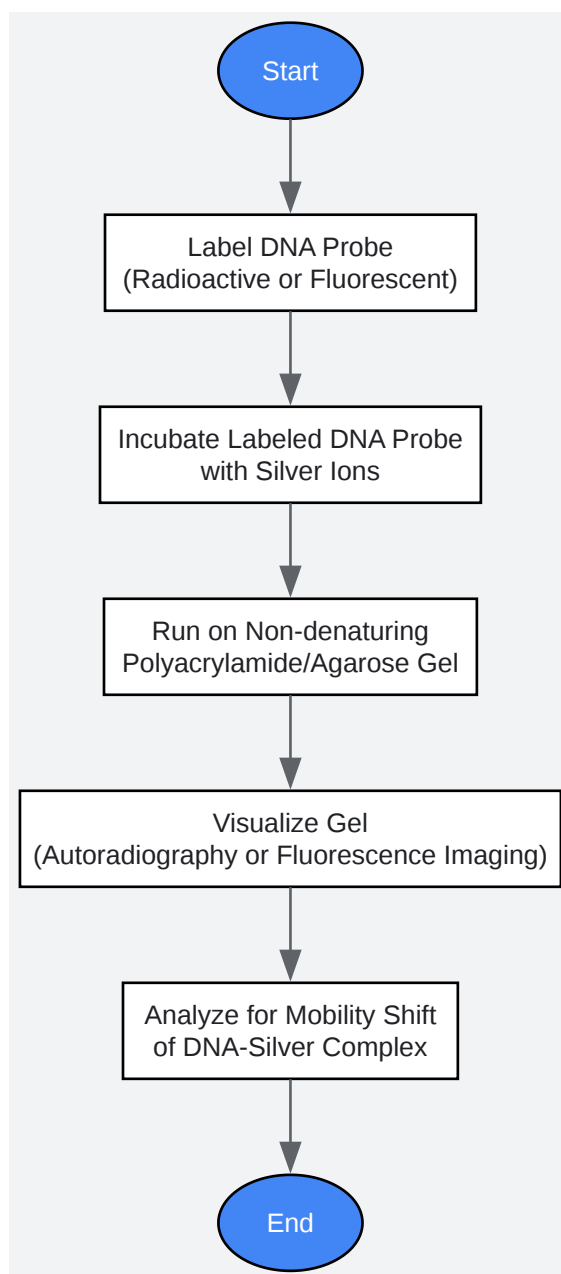 Start
Label DNA Probe
(Radioactive or Fluorescent)
Incubate Labeled DNA Probe
with Silver Ions
Run on Non-denaturing
Polyacrylamide/Agarose Gel
Visualize Gel
(Autoradiography or Fluorescence Imaging)
Analyze for Mobility Shift
of DNA-Silver Complex
End